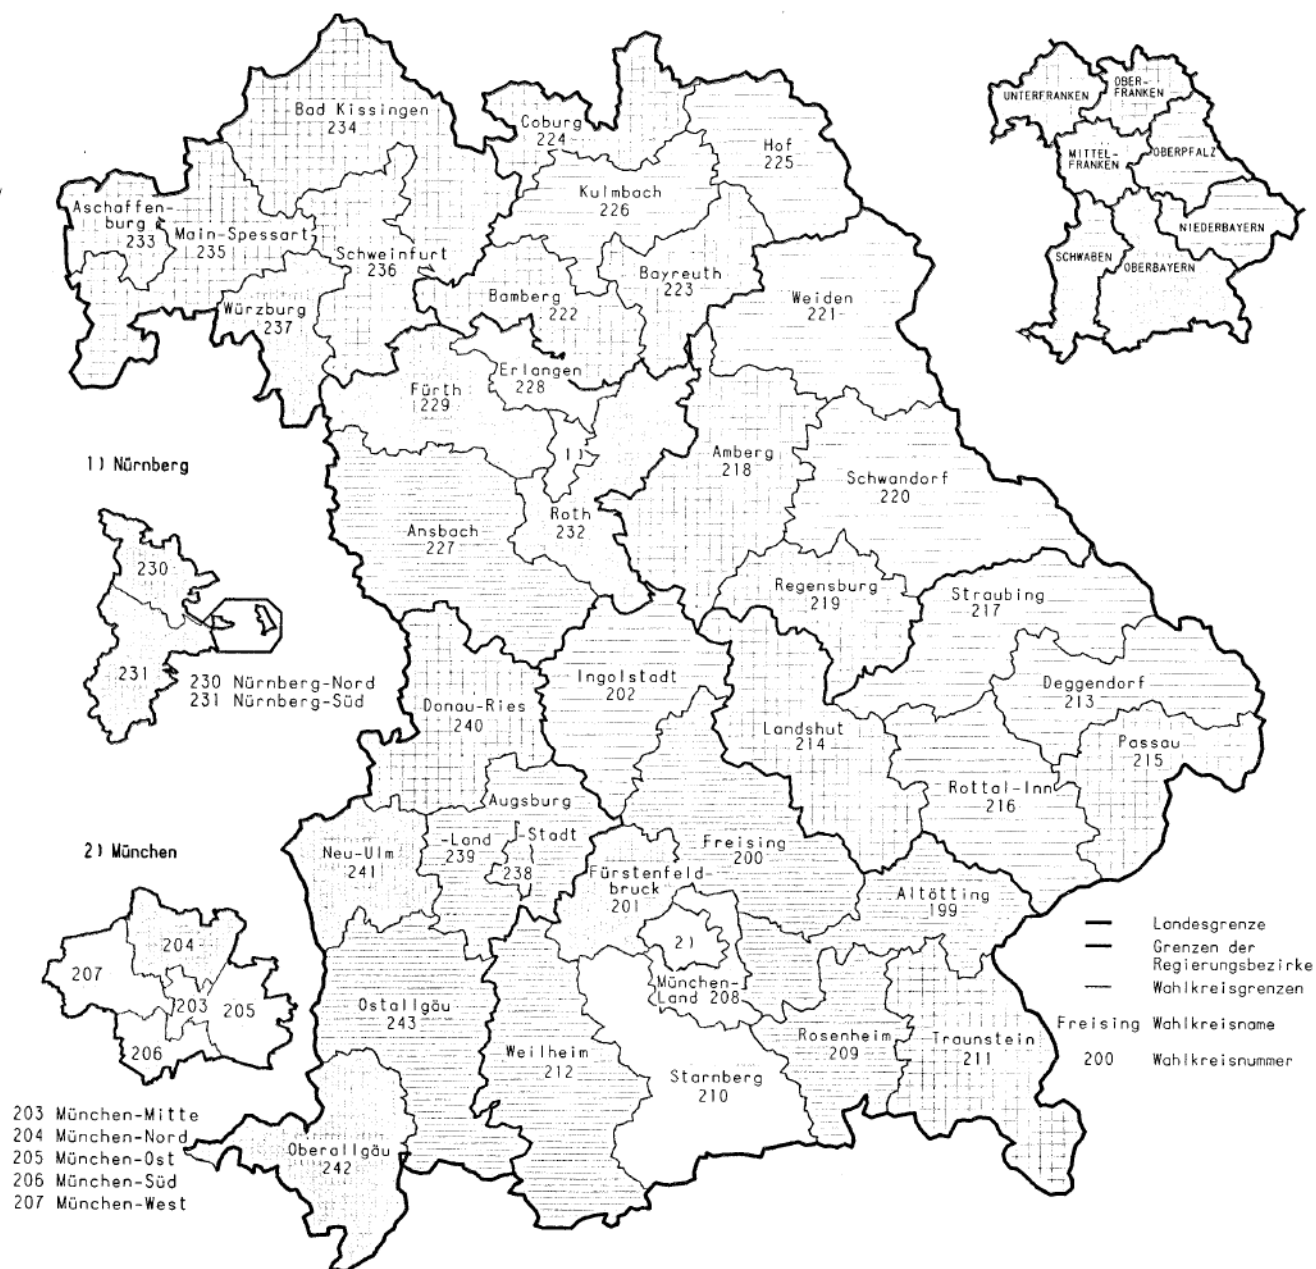 Bad Kissingen
234
Coburg
224
Hof
225
Kulmbach
226
Aschaffen-
burg
233
Main-Spessart
235
Schweinfurt
236
Bayreuth
223
Bamberg
222
Würzburg
237
Weiden
221
Erlangen
228
Fürth
229
1)
Amberg
218
Schwandorf
220
Ansbach
227
Roth
232
Regensburg
219
Straubing
217
Ingolstadt
202
Deggendorf
213
Donau-Ries
240
Landshut
214
Passau
215
Rottal-Inn
216
Augsburg
-Land
239
-Stadt
238
Neu-Ulm
241
Freising
200
Fürstenfeld-
bruck
201
Altötting
199
2)
München-
Land 208
Ostallgäu
243
Weilheim
212
Starnberg
210
Rosenheim
209
Traunstein
211
Oberallgäu
242
UNTERFRANKEN
OBER-
FRANKEN
MITTEL-
FRANKEN
OBERPFALZ
NIEDERBAYERN
SCHWABEN
OBERBAYERN
1) Nürnberg
230
231
230 Nürnberg-Nord
231 Nürnberg-Süd
2) München
204
207
203
205
206
203 München-Mitte
204 München-Nord
205 München-Ost
206 München-Süd
207 München-West
Landesgrenze
Grenzen der
Regierungsbezirke
Wahlkreisgrenzen
Freising Wahlkreisname
200 Wahlkreisnummer